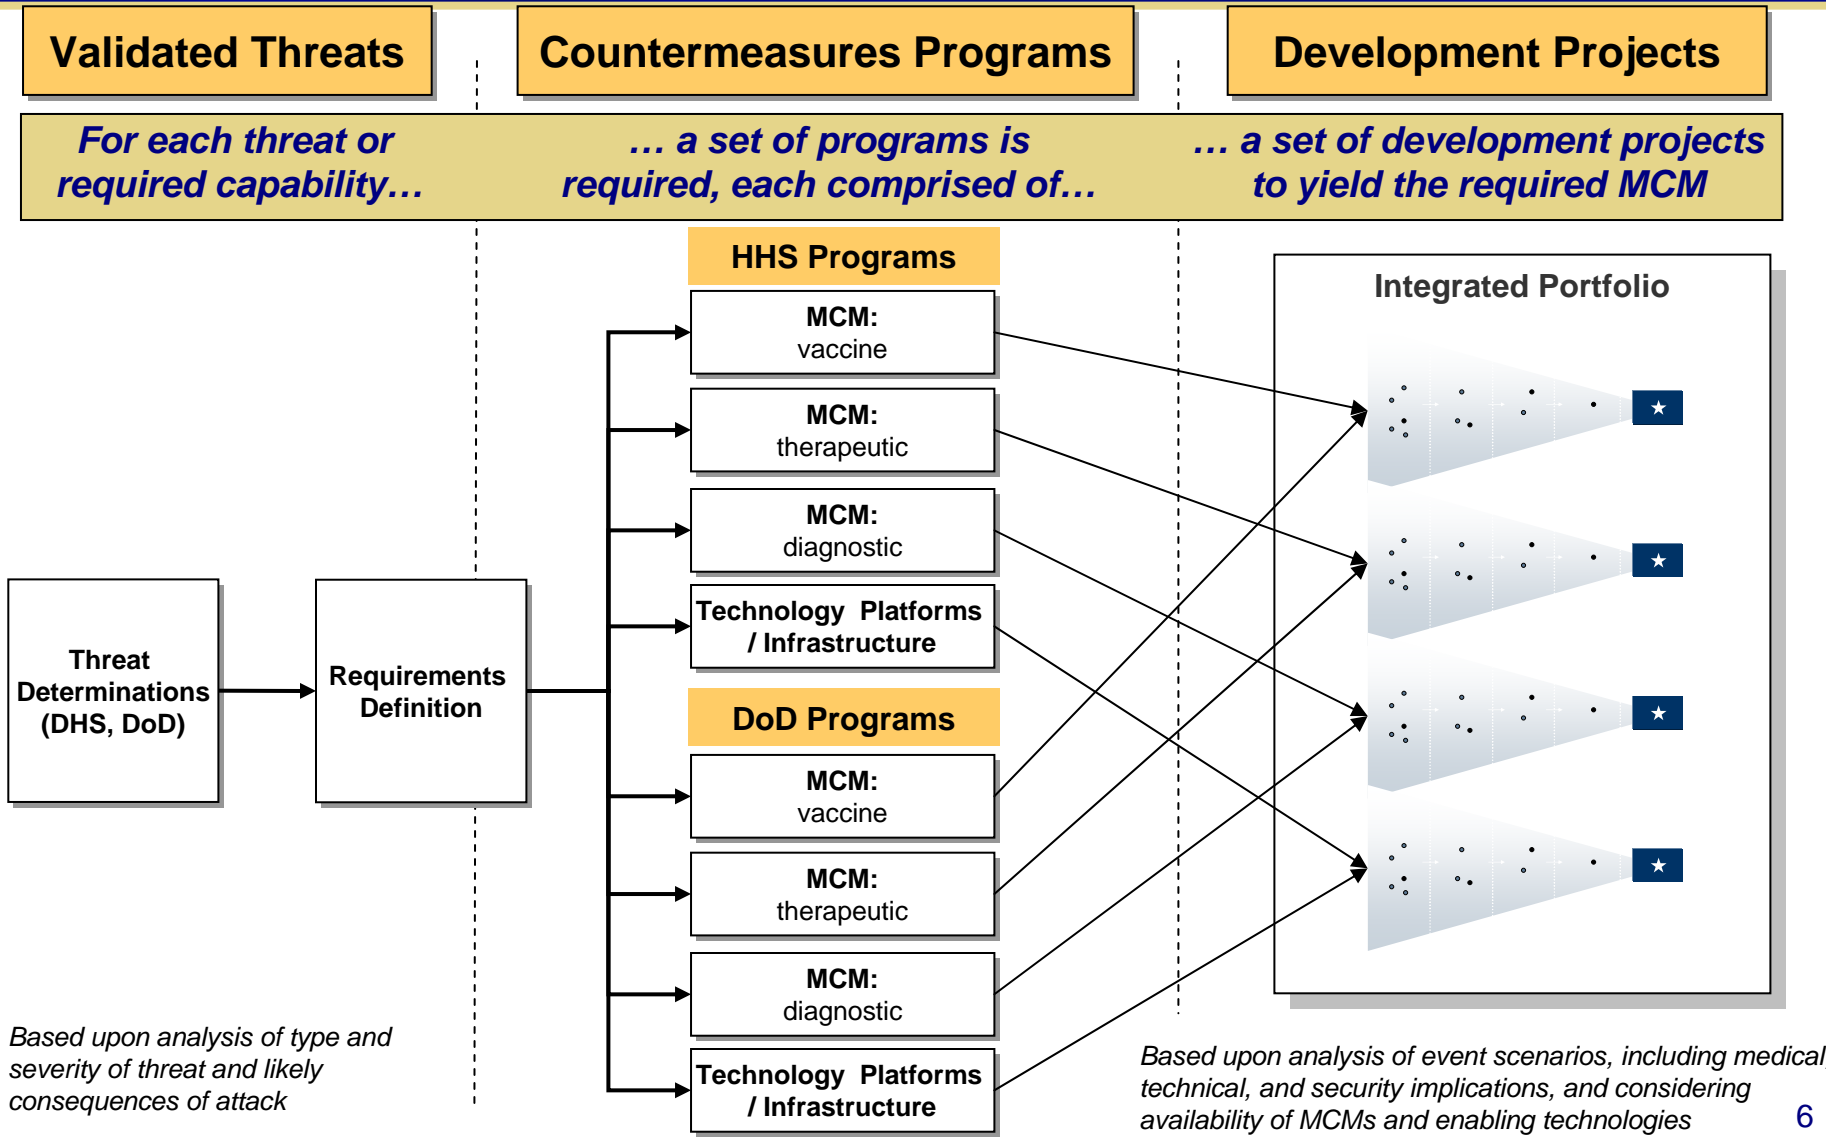 Validated Threats
Countermeasures Programs
Development Projects
For each threat or
required capability…
… a set of programs is
required, each comprised of…
… a set of development projects
to yield the required MCM
HHS Programs
MCM:
vaccine
MCM:
therapeutic
MCM:
diagnostic
Technology Platforms
/ Infrastructure
DoD Programs
MCM:
vaccine
MCM:
therapeutic
MCM:
diagnostic
Technology Platforms
/ Infrastructure
Threat
Determinations
(DHS, DoD)
Requirements
Definition
Integrated Portfolio
Based upon analysis of type and
severity of threat and likely
consequences of attack
Based upon analysis of event scenarios, including medical,
technical, and security implications, and considering
availability of MCMs and enabling technologies
6